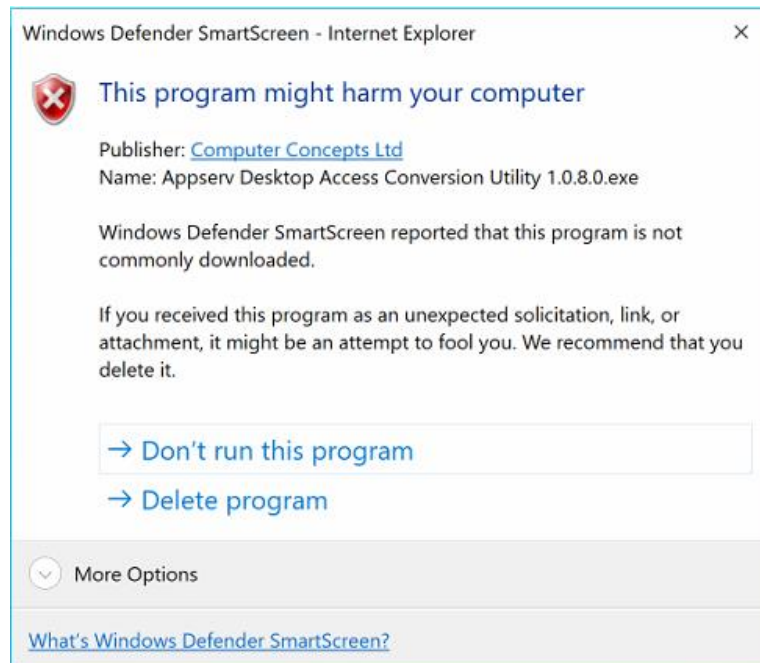 Windows Defender SmartScreen - Internet Explorer
This program might harm your computer
Publisher: Computer Concepts Ltd
Name: Appserv Desktop Access Conversion Utility 1.0.8.0.exe
Windows Defender SmartScreen reported that this program is not
commonly downloaded.
If you received this program as an unexpected solicitation, link, or
attachment, it might be an attempt to fool you. We recommend that you
delete it.
→ Don't run this program
→ Delete program
More Options
What's Windows Defender SmartScreen?